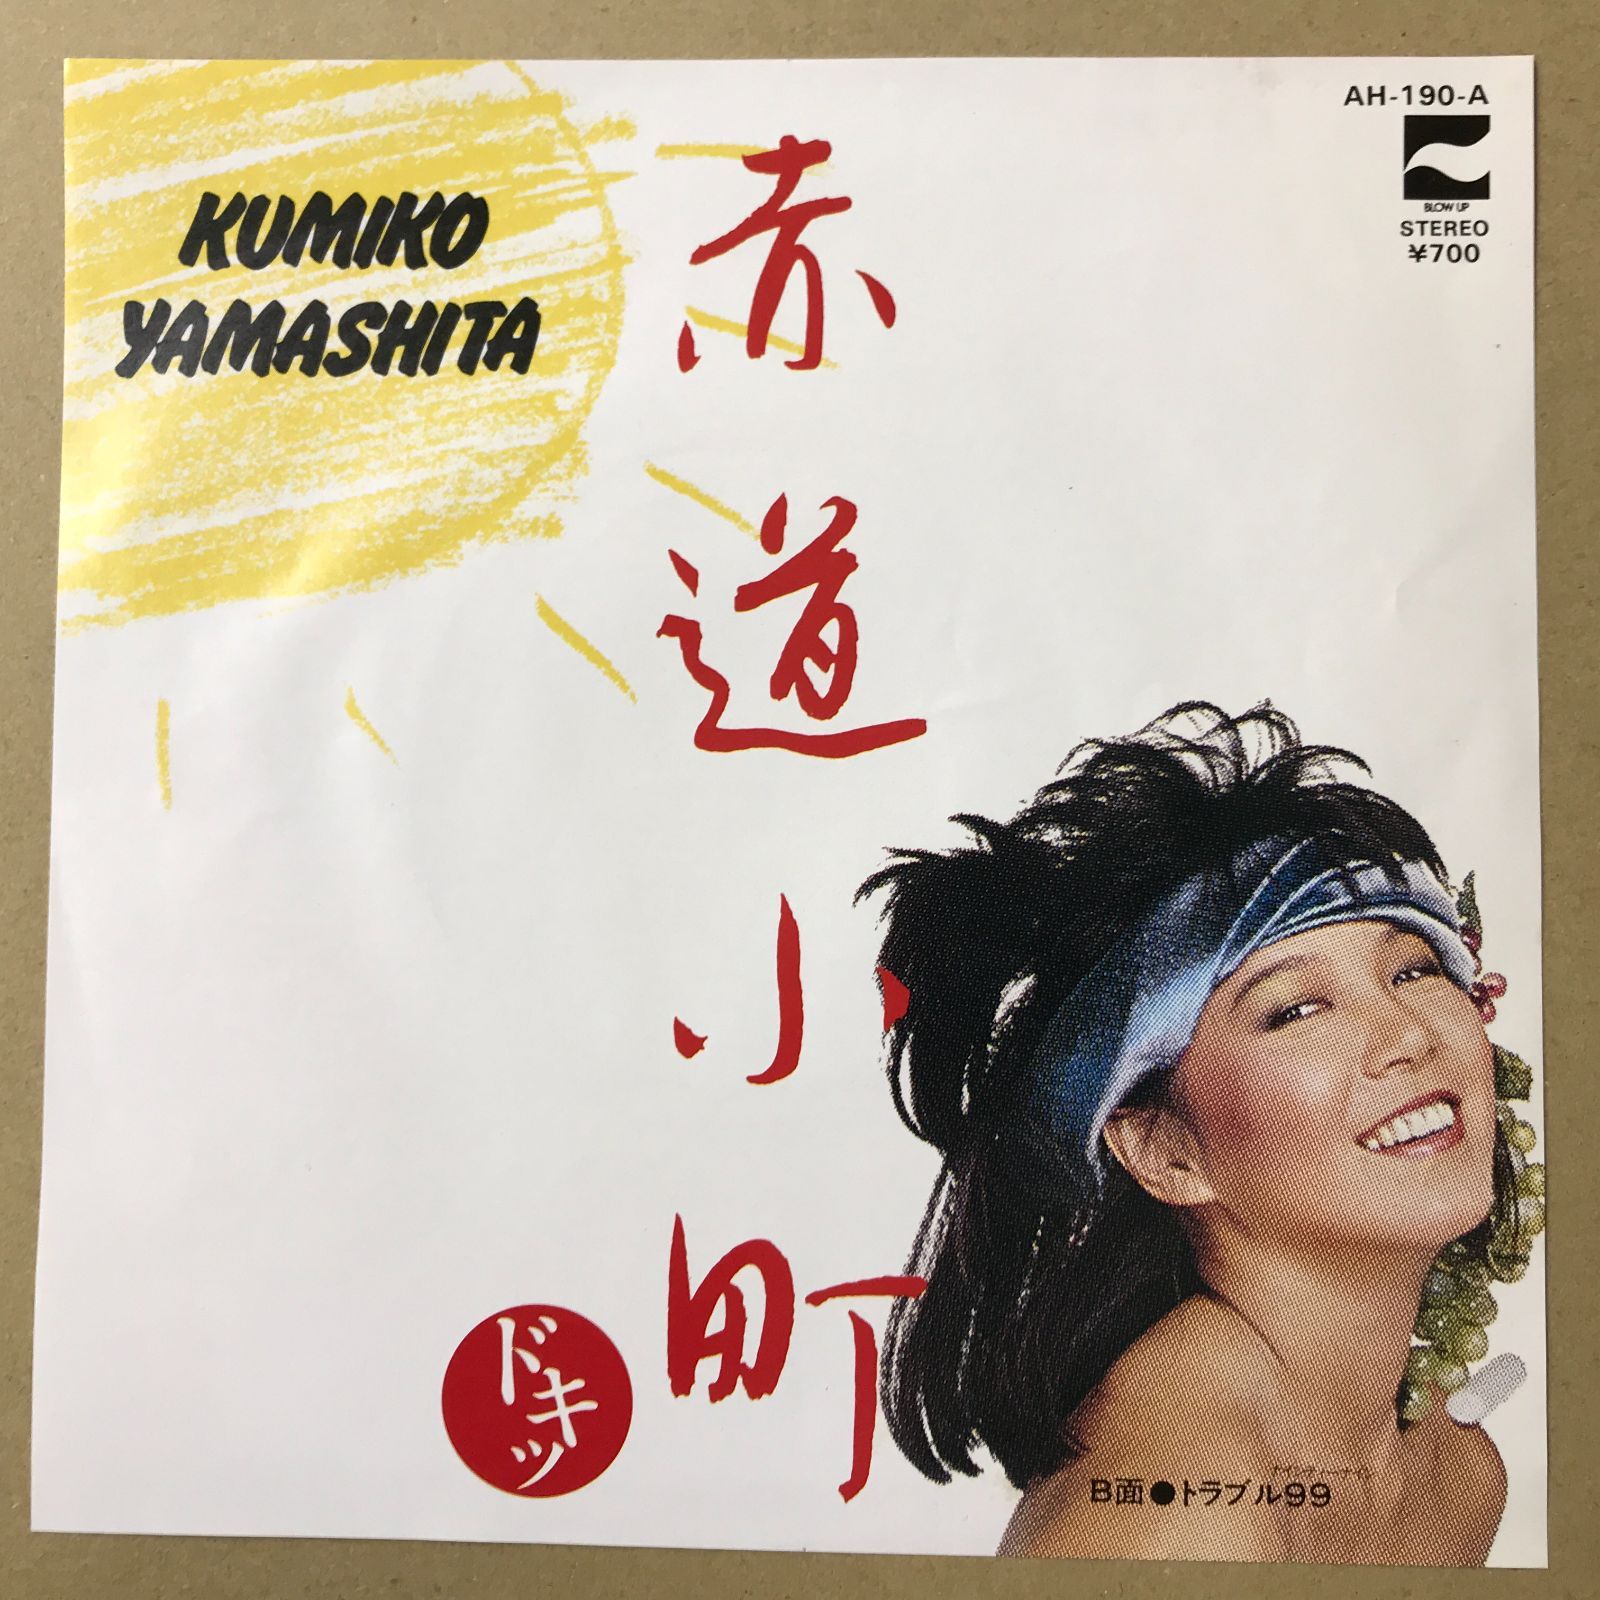 KUMIKO
YAMASHITA
赤道小町
ドキッ
AH-190-A
BLOW UP
STEREO
¥700
B面●トラブル99